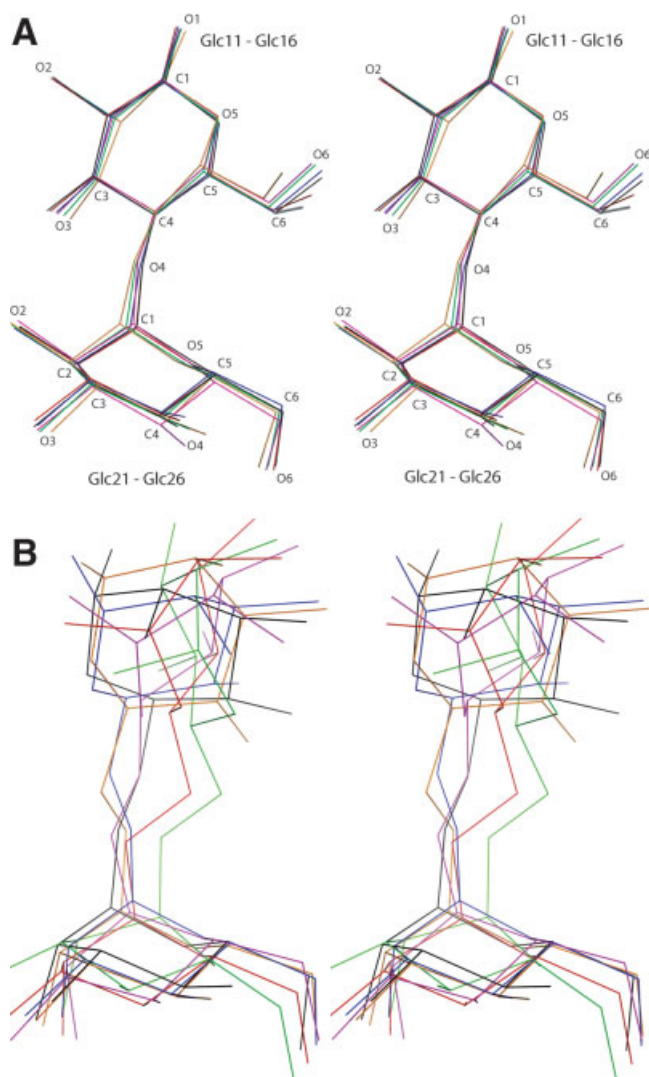 A
O1
Glc11 - Glc16
O2
C1
O5
O6
C3
C5
O3
C4
C6
O4
O2
C1
O5
C2
C5
C3
C6
O3
C4
O4
O6
Glc21 - Glc26
O1
Glc11 - Glc16
O2
C1
O5
O6
C3
C5
O3
C4
C6
O4
O2
C1
O5
C2
C5
C3
C6
O3
C4
O4
O6
Glc21 - Glc26
B